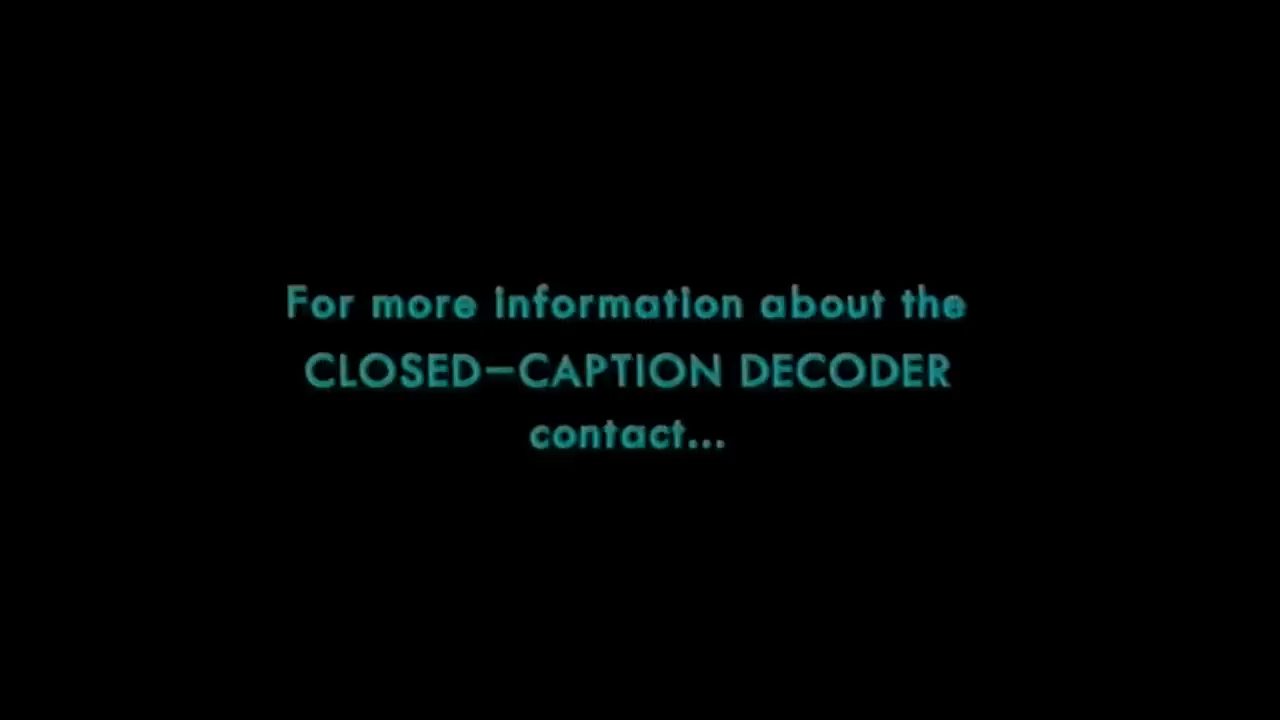 For more information about the
CLOSED—CAPTION DECODER
contact...